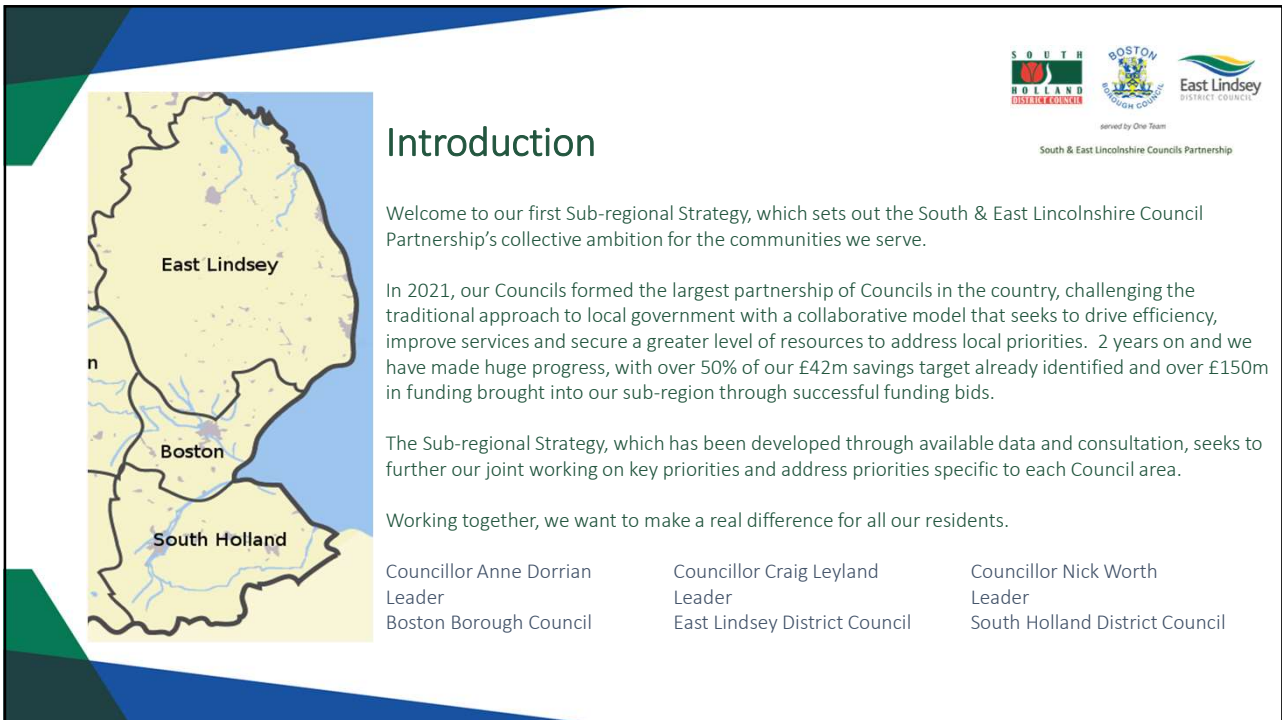 SOUTH
HOLLAND
DISTRICT COUNCIL
BOSTON
BOROUGH COUNCIL
East Lindsey
DISTRICT COUNCIL
served by One Team
South & East Lincolnshire Councils Partnership
East Lindsey
n
Boston
South Holland
Introduction
Welcome to our first Sub-regional Strategy, which sets out the South & East Lincolnshire Council
Partnership’s collective ambition for the communities we serve.
In 2021, our Councils formed the largest partnership of Councils in the country, challenging the
traditional approach to local government with a collaborative model that seeks to drive efficiency,
improve services and secure a greater level of resources to address local priorities.  2 years on and we
have made huge progress, with over 50% of our £42m savings target already identified and over £150m
in funding brought into our sub-region through successful funding bids.
The Sub-regional Strategy, which has been developed through available data and consultation, seeks to
further our joint working on key priorities and address priorities specific to each Council area.
Working together, we want to make a real difference for all our residents.
Councillor Anne Dorrian
Leader
Boston Borough Council
Councillor Craig Leyland
Leader
East Lindsey District Council
Councillor Nick Worth
Leader
South Holland District Council